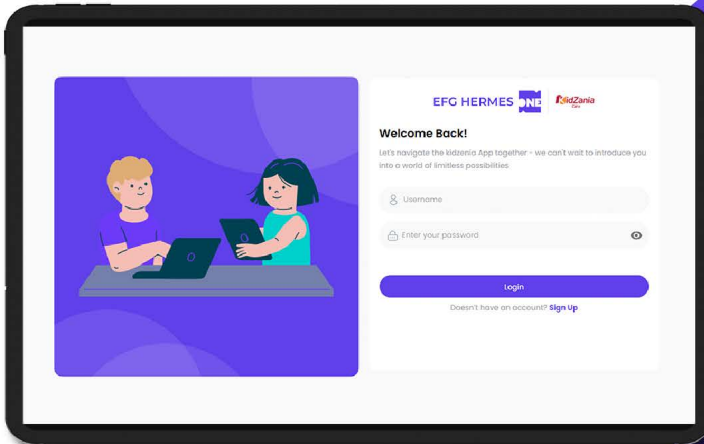 EFG HERMES ONE KidZania
Cairo
Welcome Back!
Let's navigate the kidzania App together - we can't wait to introduce you
into a world of limitless possibilities
Username
Enter your password
Login
Doesn't have an account? Sign Up